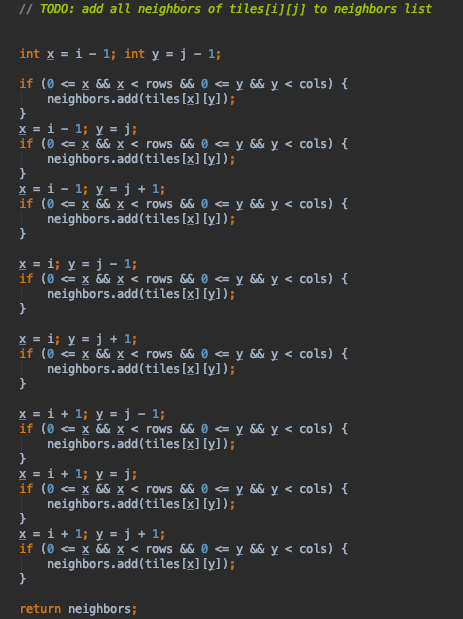 // TODO: add all neighbors of tiles[i][j] to neighbors list
int x = i - 1; int y = j - 1;
if (0 <= x && x < rows && 0 <= y && y < cols) {
neighbors.add(tiles[x][y]);
}
x = i - 1; y = j;
if (0 <= x && x < rows && 0 <= y && y < cols) {
neighbors.add(tiles[x][y]);
}
x = i - 1; y = j + 1;
if (0 <= x && x < rows && 0 <= y && y < cols) {
neighbors.add(tiles[x][y]);
}
x = i; y = j - 1;
if (0 <= x && x < rows && 0 <= y && y < cols) {
neighbors.add(tiles[x][y]);
}
x = i; y = j + 1;
if (0 <= x && x < rows && 0 <= y && y < cols) {
neighbors.add(tiles[x][y]);
}
x = i + 1; y = j - 1;
if (0 <= x && x < rows && 0 <= y && y < cols) {
neighbors.add(tiles[x][y]);
}
x = i + 1; y = j;
if (0 <= x && x < rows && 0 <= y && y < cols) {
neighbors.add(tiles[x][y]);
}
x = i + 1; y = j + 1;
if (0 <= x && x < rows && 0 <= y && y < cols) {
neighbors.add(tiles[x][y]);
}
return neighbors;